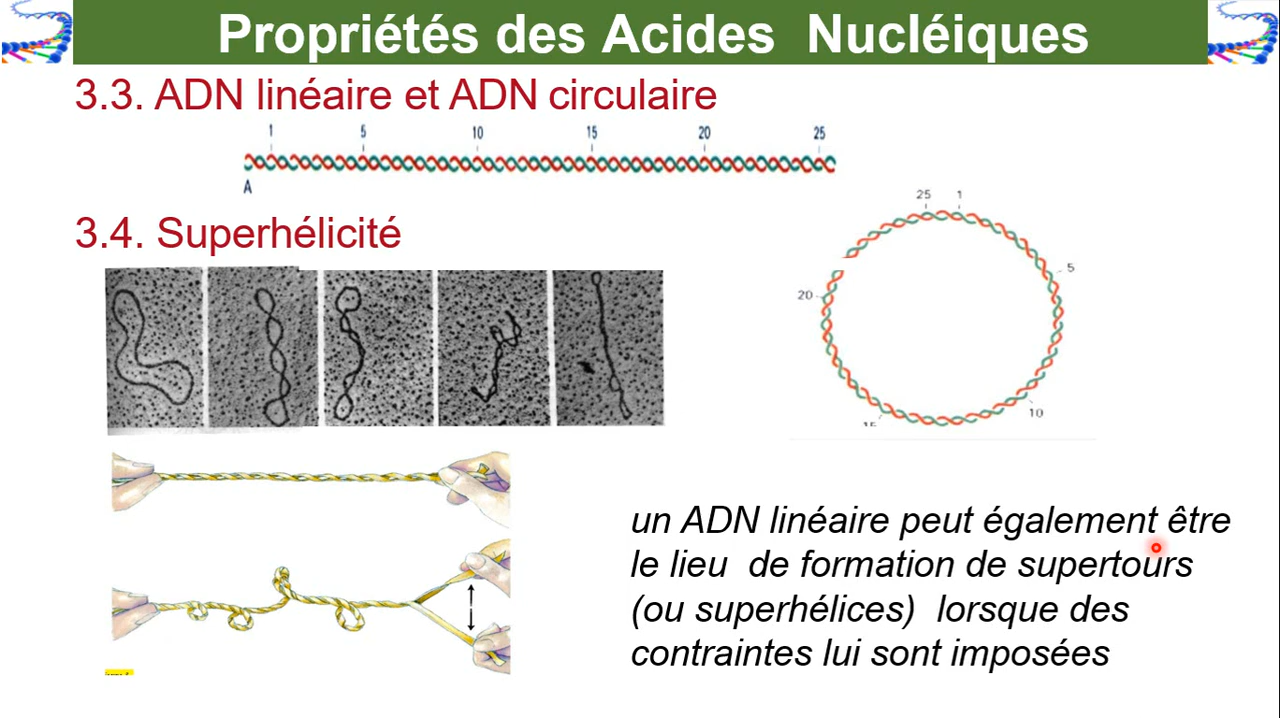 Propriétés des Acides Nucléiques
3.3. ADN linéaire et ADN circulaire
1 5 10 15 20 25
A
25 1
3.4. Superhélicité
5
20
10
15
un ADN linéaire peut également être
le lieu de formation de supertours
(ou superhélices) lorsque des
contraintes lui sont imposées